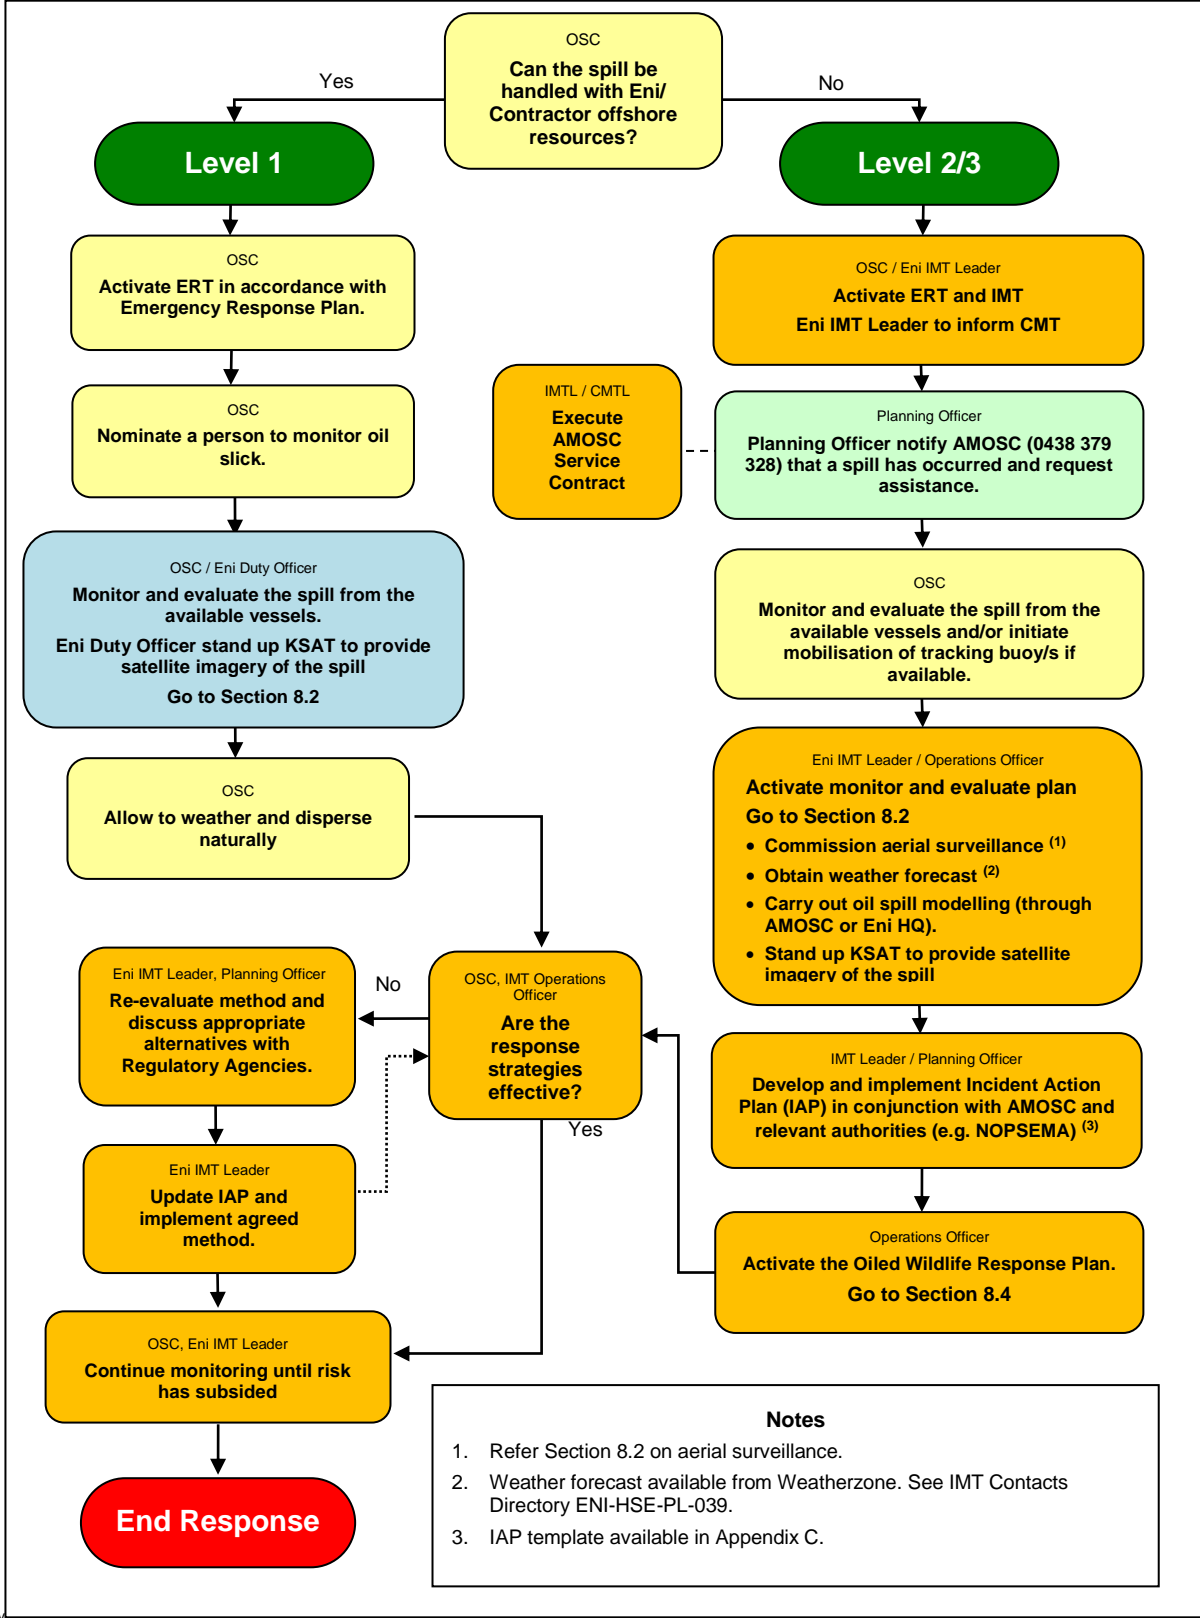 OSC
Can the spill be
handled with Eni/
Contractor offshore
resources?
Yes
No
Level 1
Level 2/3
OSC
Activate ERT in accordance with
Emergency Response Plan.
OSC / Eni IMT Leader
Activate ERT and IMT
Eni IMT Leader to inform CMT
OSC
Nominate a person to monitor oil
slick.
IMTL / CMTL
Execute
AMOSC
Service
Contract
Planning Officer
Planning Officer notify AMOSC (0438 379
328) that a spill has occurred and request
assistance.
OSC / Eni Duty Officer
Monitor and evaluate the spill from the
available vessels.
Eni Duty Officer stand up KSAT to provide
satellite imagery of the spill
Go to Section 8.2
OSC
Monitor and evaluate the spill from the
available vessels and/or initiate
mobilisation of tracking buoy/s if
available.
OSC
Allow to weather and disperse
naturally
Eni IMT Leader / Operations Officer
Activate monitor and evaluate plan
Go to Section 8.2
• Commission aerial surveillance (1)
• Obtain weather forecast (2)
• Carry out oil spill modelling (through
AMOSC or Eni HQ).
• Stand up KSAT to provide satellite
imagery of the spill
Eni IMT Leader, Planning Officer
Re-evaluate method and
discuss appropriate
alternatives with
Regulatory Agencies.
No
OSC, IMT Operations
Officer
Are the
response
strategies
effective?
Yes
IMT Leader / Planning Officer
Develop and implement Incident Action
Plan (IAP) in conjunction with AMOSC and
relevant authorities (e.g. NOPSEMA) (3)
Eni IMT Leader
Update IAP and
implement agreed
method.
Operations Officer
Activate the Oiled Wildlife Response Plan.
Go to Section 8.4
OSC, Eni IMT Leader
Continue monitoring until risk
has subsided
End Response
Notes
1. Refer Section 8.2 on aerial surveillance.
2. Weather forecast available from Weatherzone. See IMT Contacts
Directory ENI-HSE-PL-039.
3. IAP template available in Appendix C.